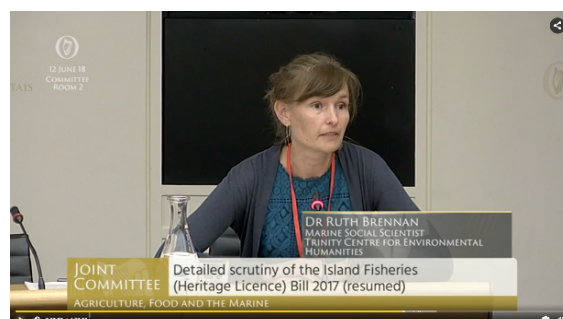 12 JUNE 18
COMMITTEE
ROOM 2
TAIS
DR RUTH BRENNAN
MARINE SOCIAL SCIENTIST
TRINITY CENTRE FOR ENVIRONMENTAL
HUMANITIES
JOINT
COMMITTEE
Detailed scrutiny of the Island Fisheries
(Heritage Licence) Bill 2017 (resumed)
AGRICULTURE, FOOD AND THE MARINE